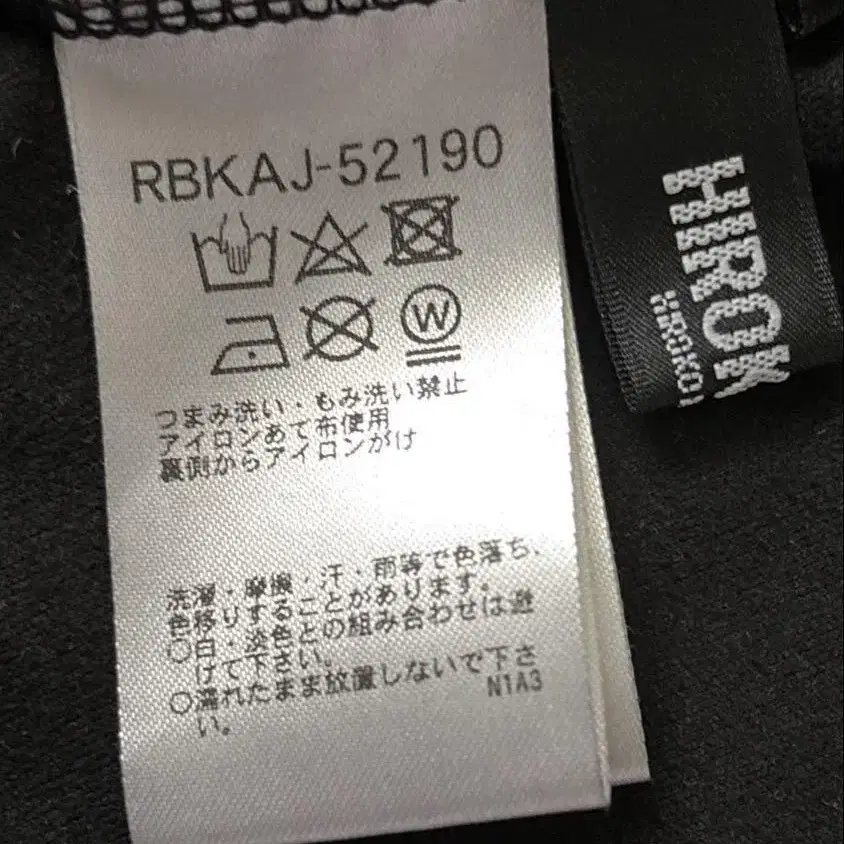 RBKAJ-52190
W
つまみ洗い・もみ洗い禁止
アイロンあて布使用
裏側からアイロンがけ
洗濯・摩擦・汗・雨等で色落ち、
色移りすることがあります。
○白・淡色との組み合わせは避
けて下さい。
○濡れたまま放置しないで下さ
い。
N1A3
HIROK
HIROKO